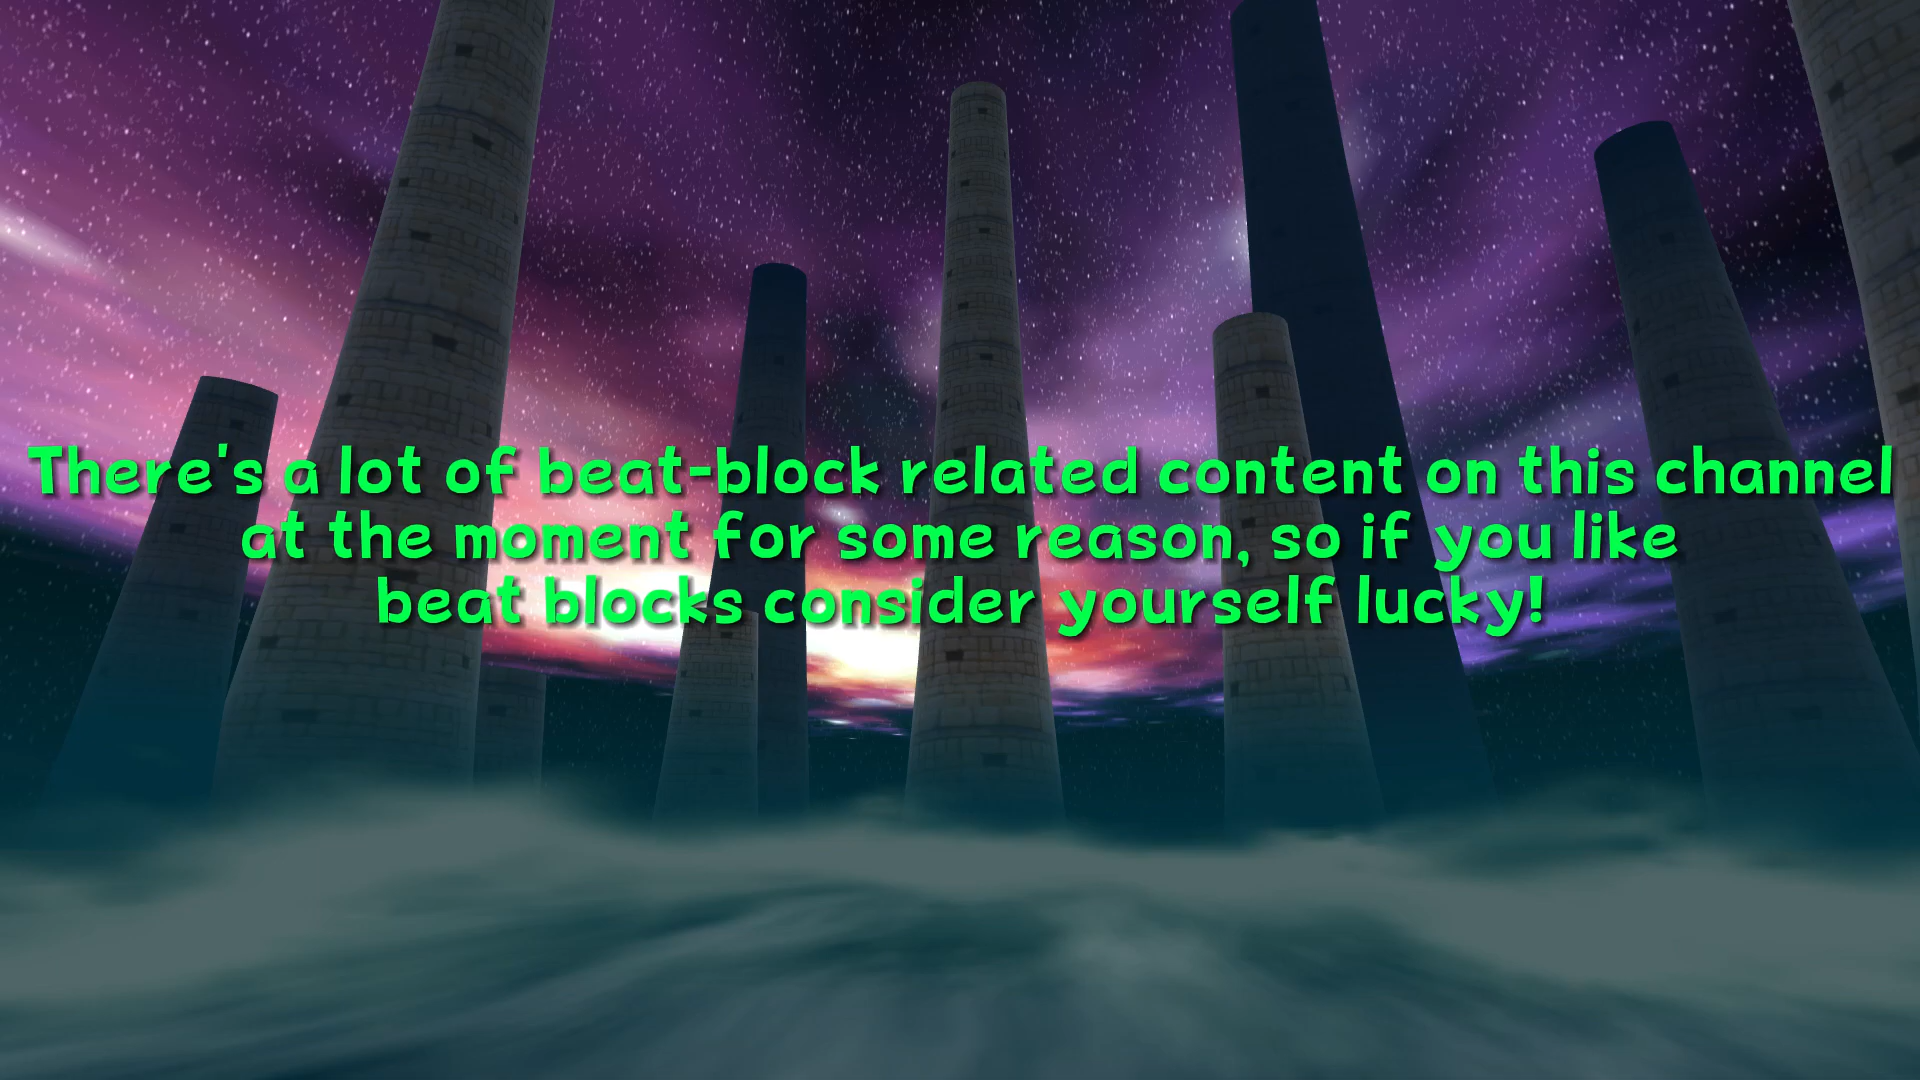 There's a lot of beat-block related content on this channel
at the moment for some reason, so if you like
beat blocks consider yourself lucky!